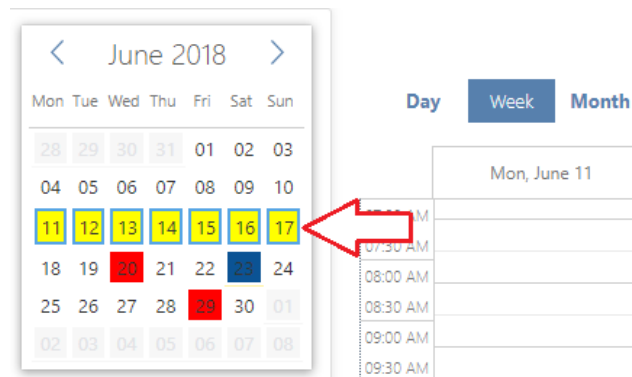 June 2018
Mon Tue Wed Thu Fri Sat Sun
28 29 30 31 01 02 03
04 05 06 07 08 09 10
11 12 13 14 15 16 17
18 19 20 21 22 23 24
25 26 27 28 29 30 01
02 03 04 05 06 07 08
Day Week Month
Mon, June 11
AM
07:30 AM
08:00 AM
08:30 AM
09:00 AM
09:30 AM